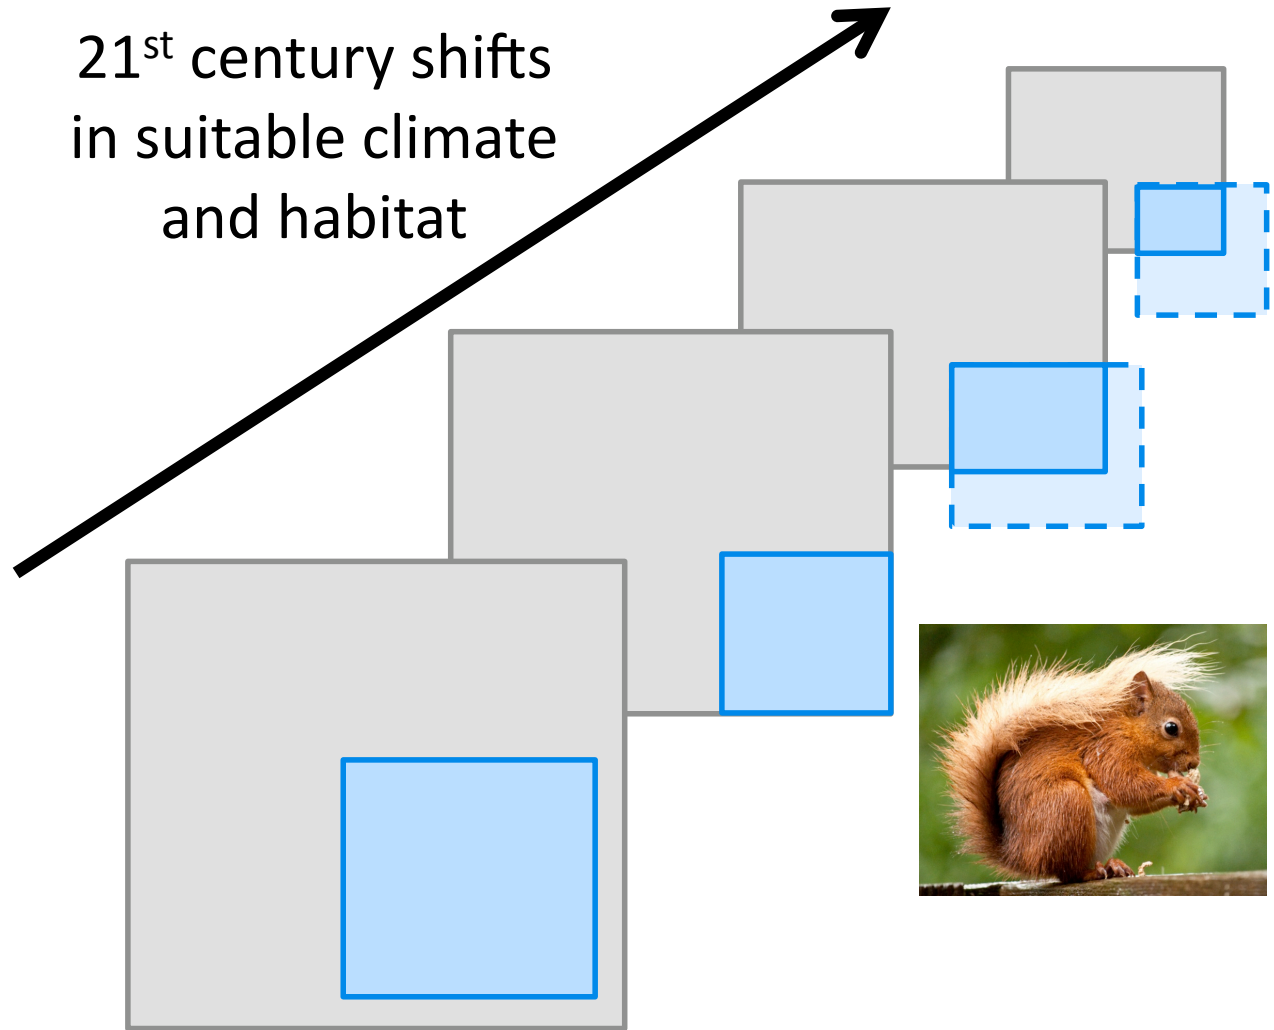 21st century shifts
in suitable climate
and habitat